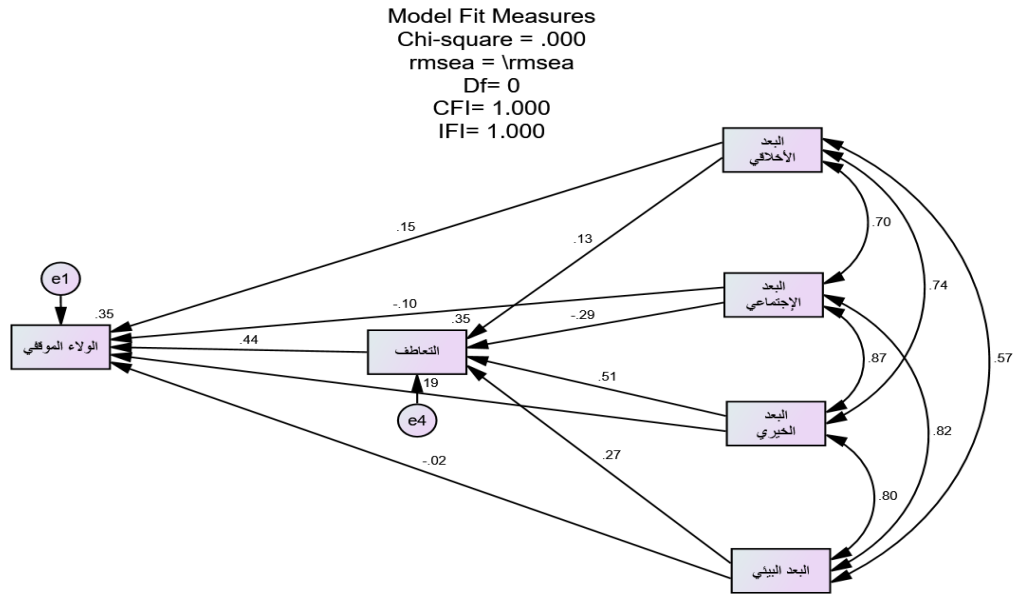 Model Fit Measures
Chi-square = .000
rmsea = \rmsea
Df= 0
CFI= 1.000
IFI= 1.000
البعد
الأخلاقي
.70
.15
.13
.74
e1
البعد
الإجتماعي
-.10
-.29
.35
.35
الولاء الموقفي
.44
التعاطف
.87
.57
.51
19
e4
البعد
الخيري
.82
-.02
.27
.80
البعد البيئي